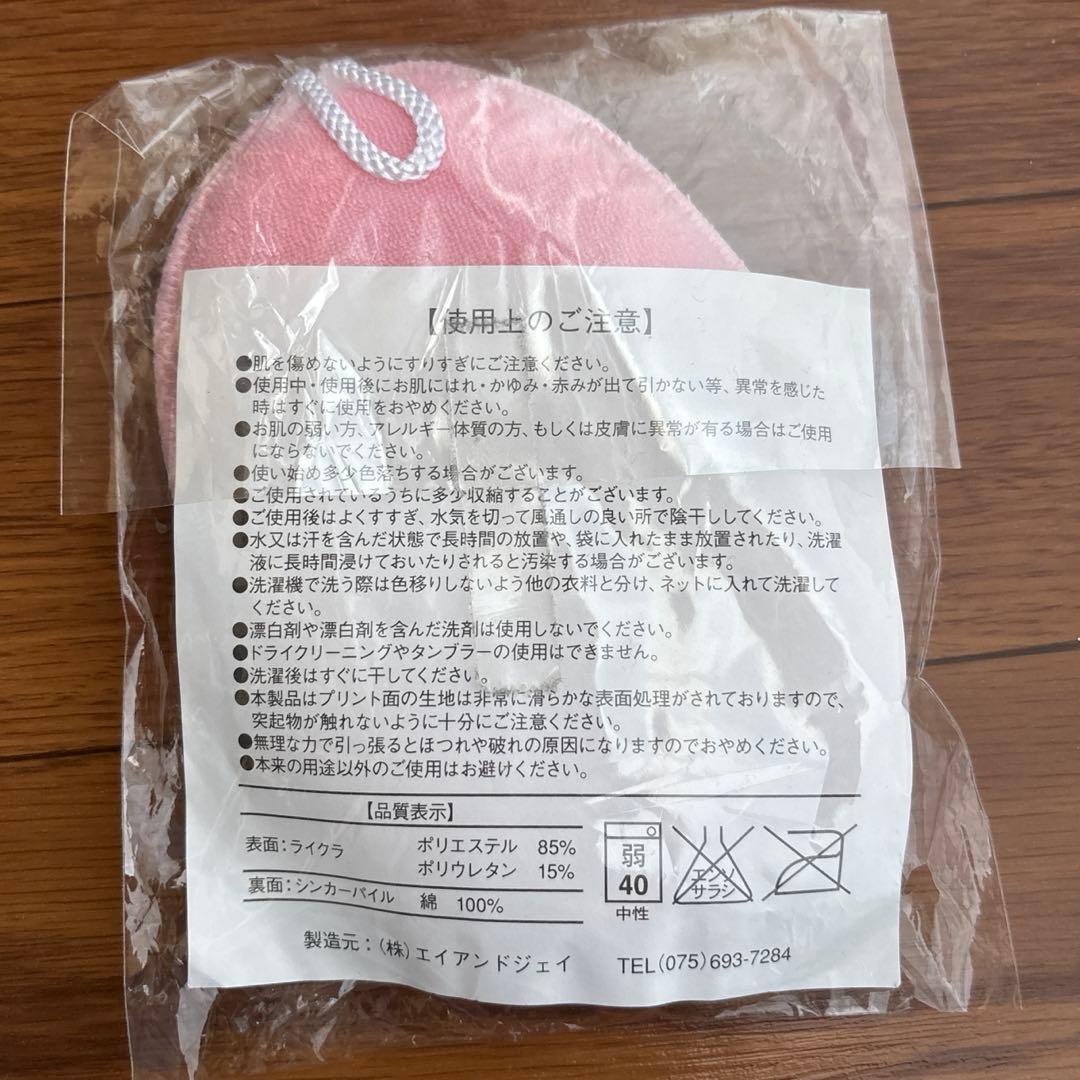 【使用上のご注意】
●肌を傷めないようにすりすぎにご注意ください。
●使用中・使用後にお肌にはれ・かゆみ・赤みが出て引かない等、異常を感じた
時はすぐに使用をおやめください。
●お肌の弱い方、アレルギー体質の方、もしくは皮膚に異常が有る場合はご使用
にならないでください。
●使い始め多少色落ちする場合がございます。
●ご使用されているうちに多少収縮することがございます。
●ご使用後はよくすすぎ、水気を切って風通しの良い所で陰干ししてください。
●水又は汗を含んだ状態で長時間の放置や、袋に入れたまま放置されたり、洗濯
液に長時間浸けておいたりされると汚染する場合がございます。
●洗濯機で洗う際は色移りしないよう他の衣料と分け、ネットに入れて洗濯して
ください。
●漂白剤や漂白剤を含んだ洗剤は使用しないでください。
●ドライクリーニングやタンブラーの使用はできません。
●洗濯後はすぐに干してください。
●本製品はプリント面の生地は非常に滑らかな表面処理がされておりますので、
突起物が触れないように十分にご注意ください。
●無理な力で引っ張るとほつれや破れの原因になりますのでおやめください。
●本来の用途以外のご使用はお避けください。
【品質表示】
表面：ライクラ ポリエステル 85%
ポリウレタン 15%
裏面：シンカーパイル 綿 100%
弱
40
中性
エンソ
サラシ
製造元：（株）エイアンドジェイ TEL（075）693-7284